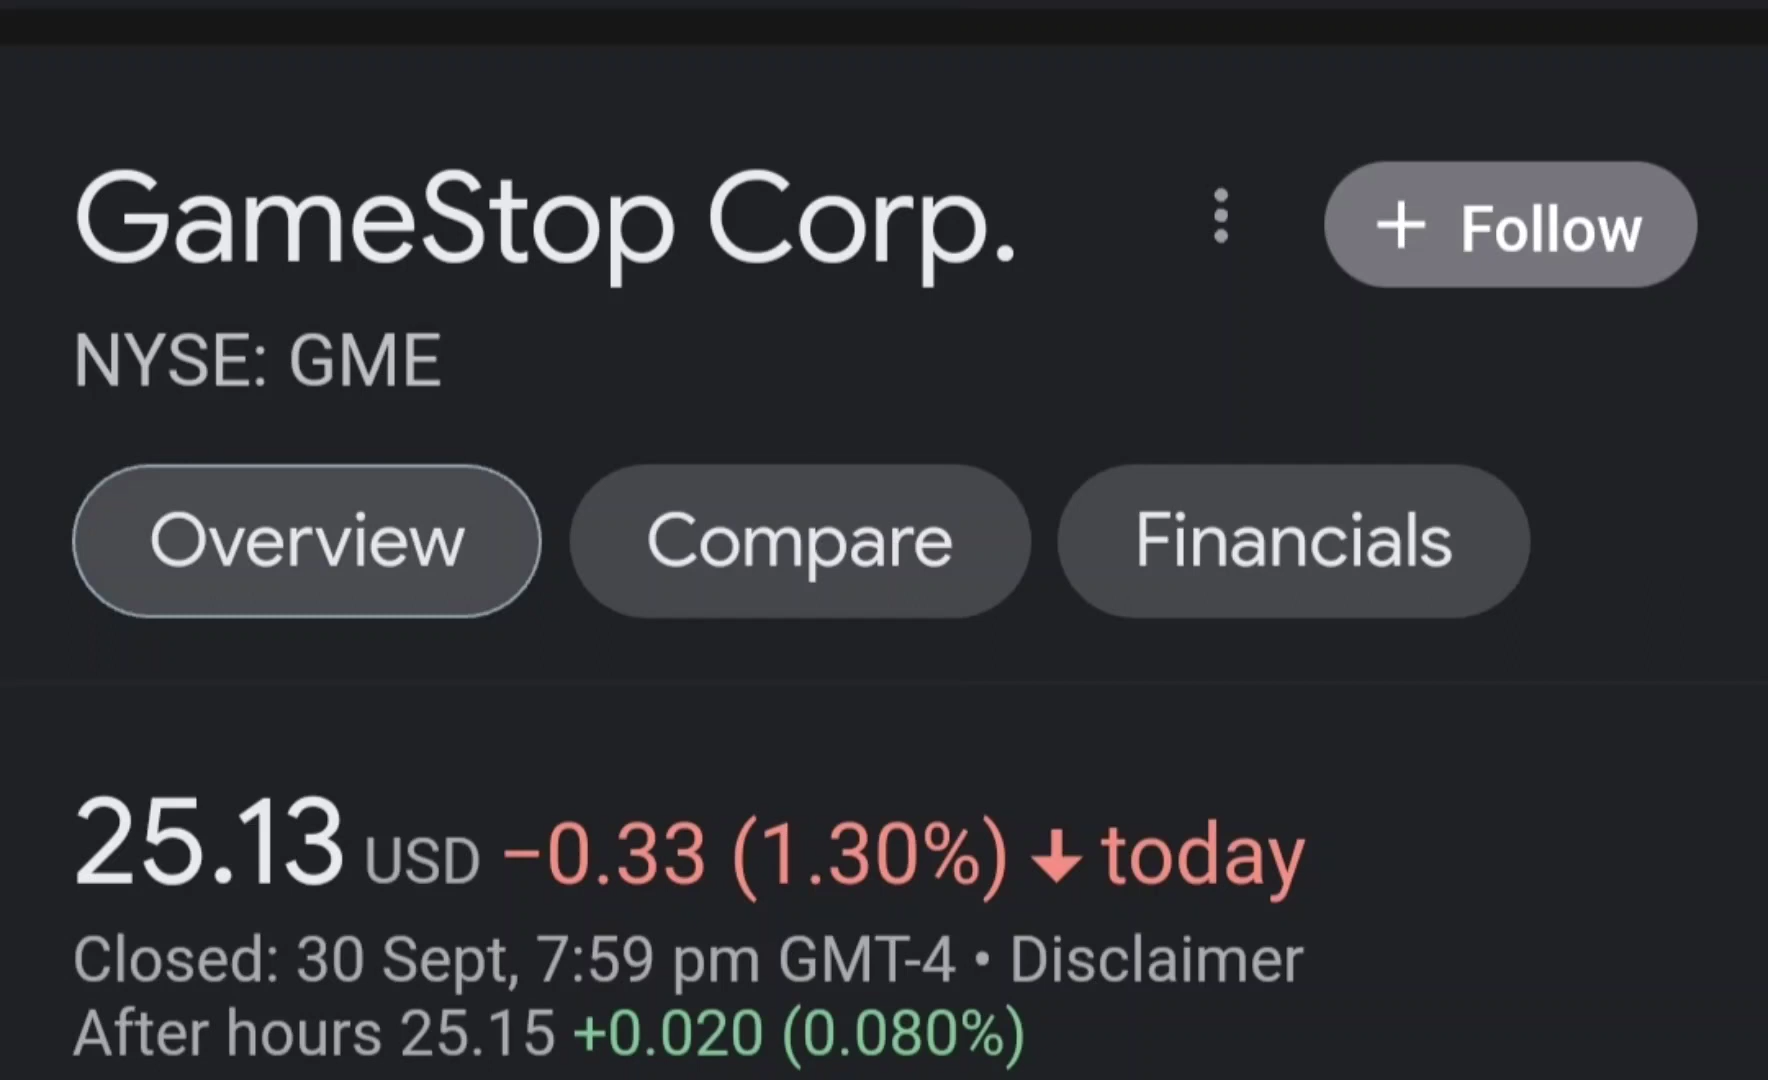 GameStop Corp.
+ Follow
NYSE: GME
Overview
Compare
Financials
25.13 USD −0.33 (1.30%) ↓ today
Closed: 30 Sept, 7:59 pm GMT-4 • Disclaimer
After hours 25.15 +0.020 (0.080%)